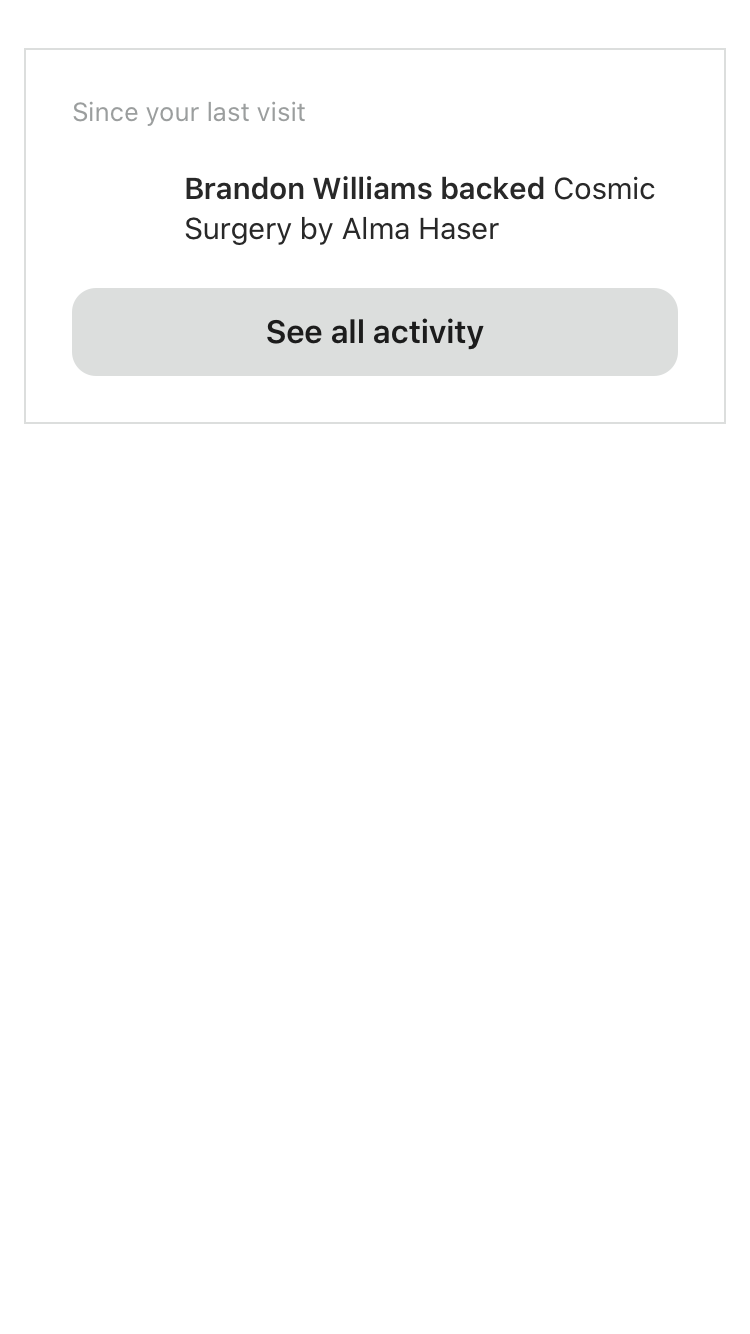 Since your last visit
Brandon Williams backed Cosmic
Surgery by Alma Haser
See all activity